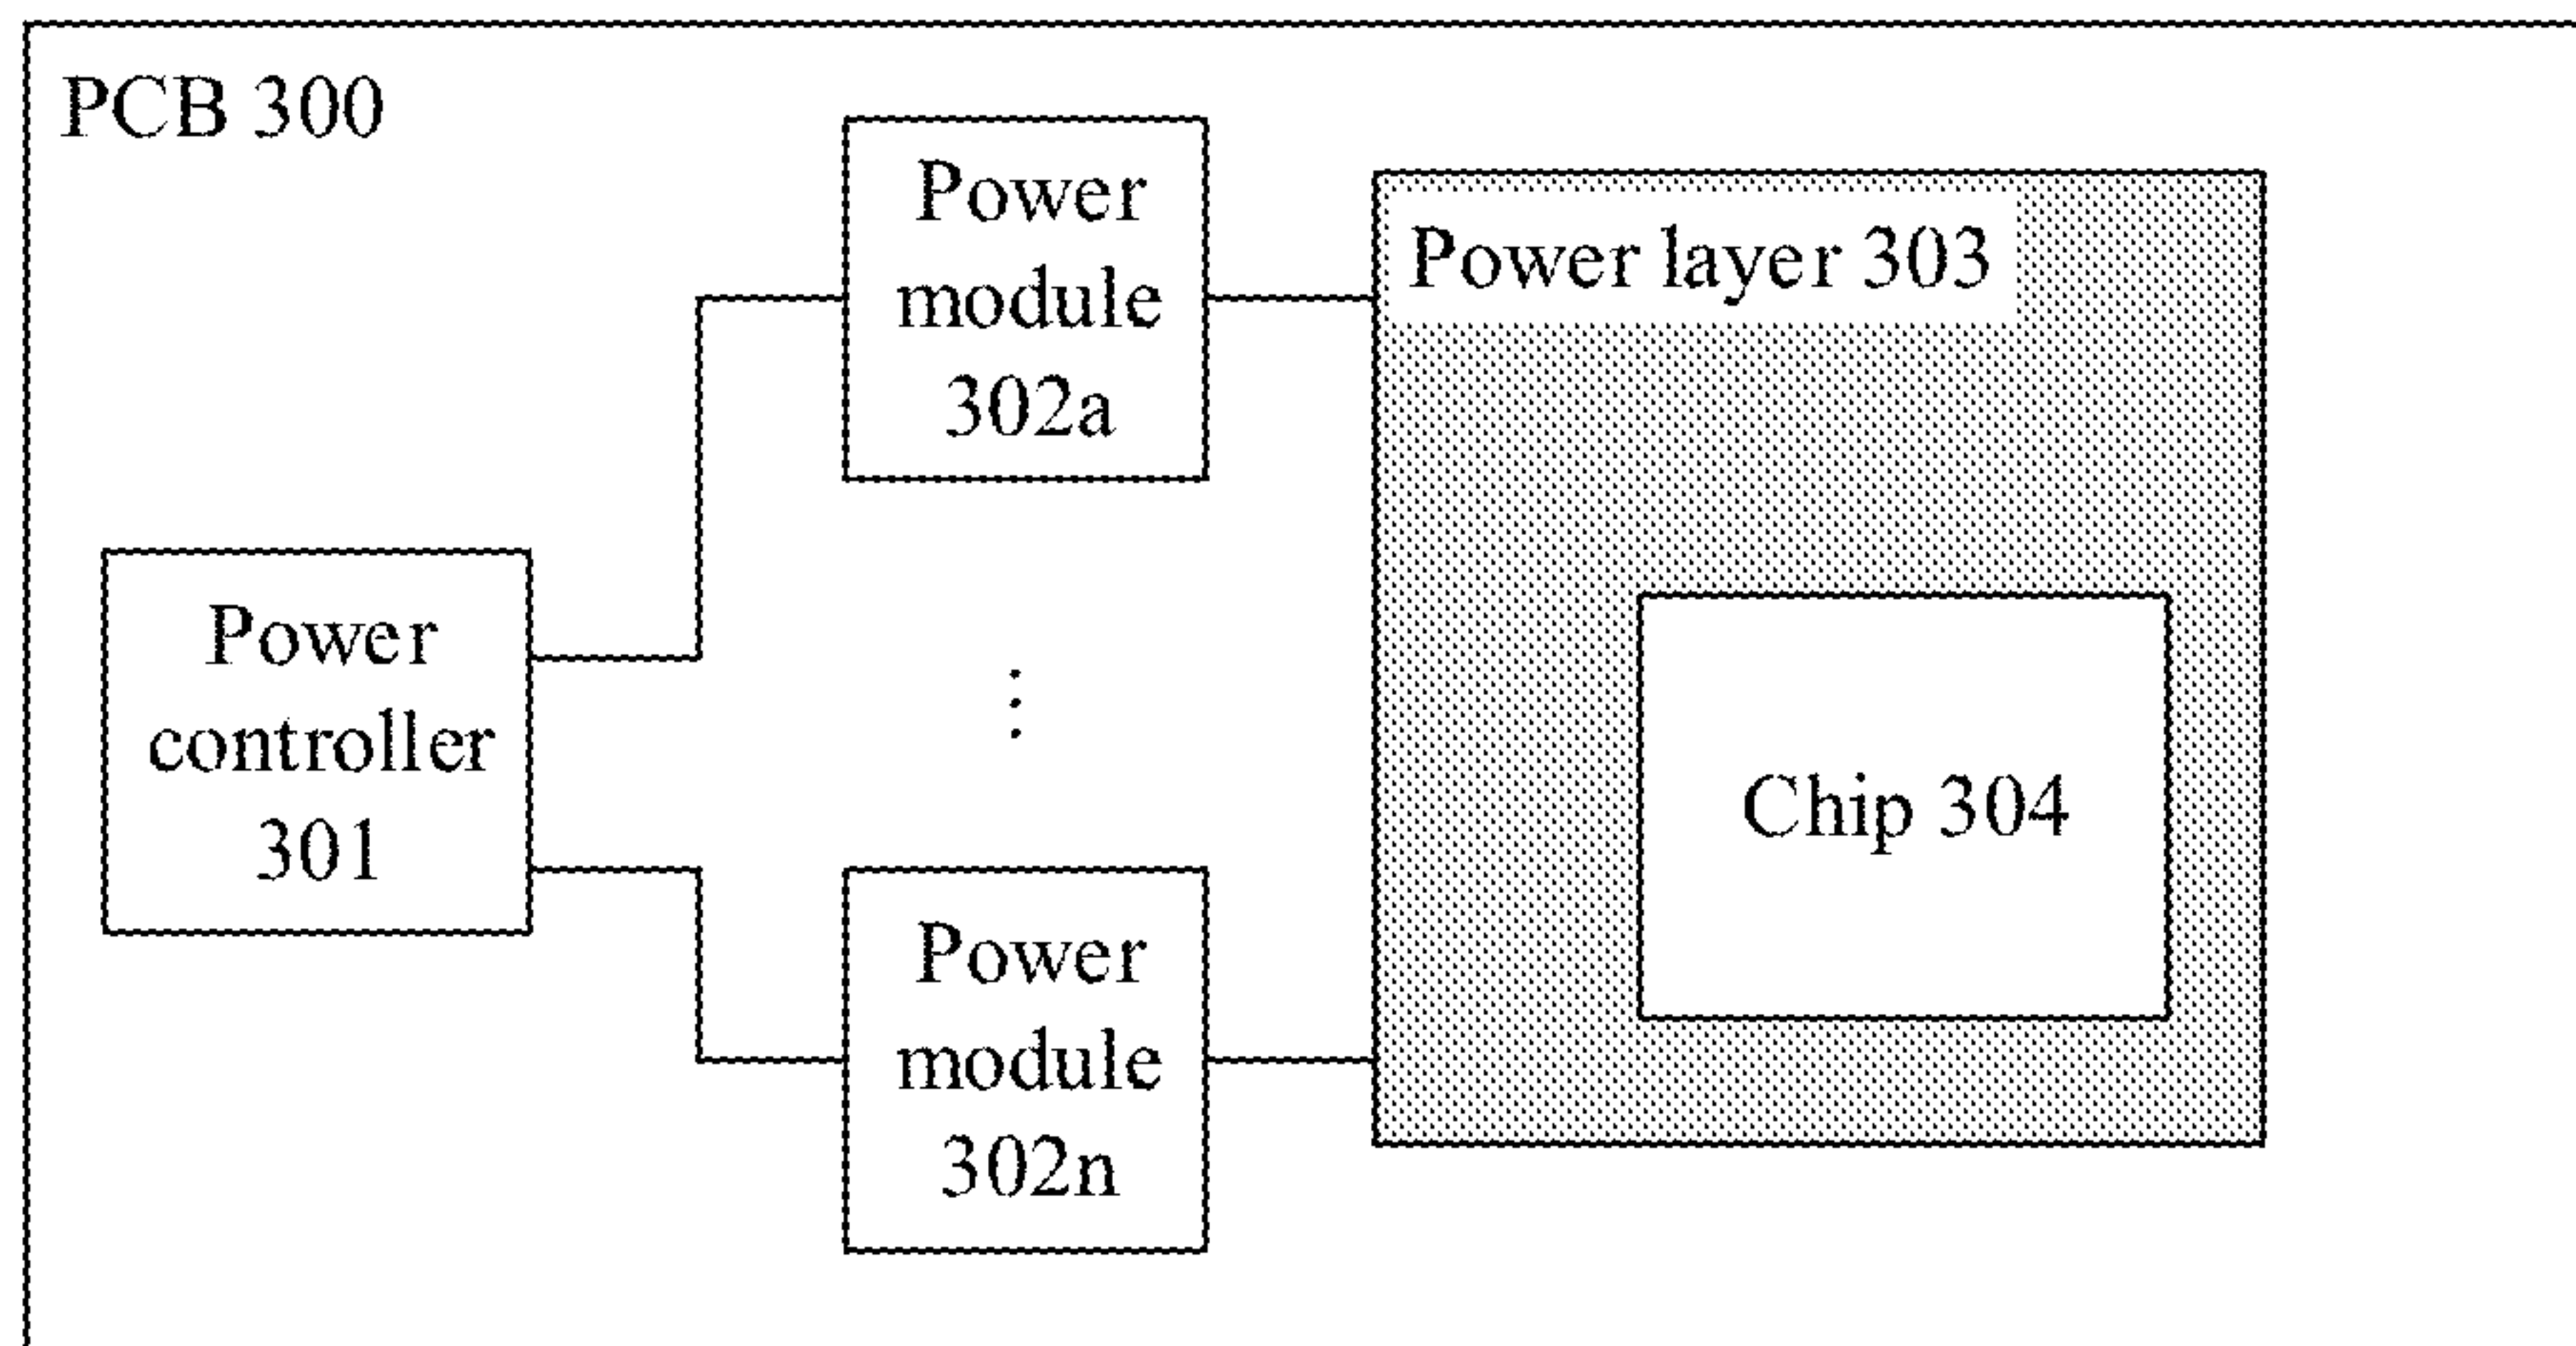 PCB 300
Power
module
302a
Power layer 303
Power
controller
301
Chip 304
Power
module
302n